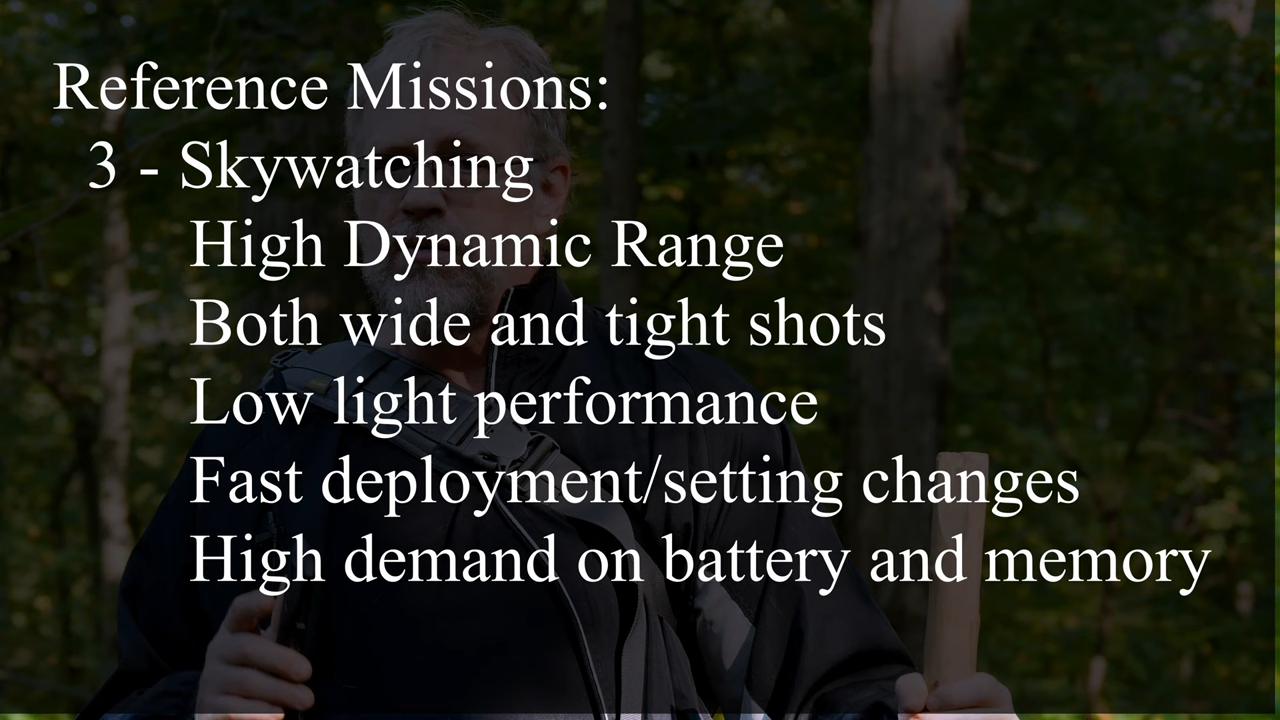 Reference Missions:
3 - Skywatching
High Dynamic Range
Both wide and tight shots
Low light performance
Fast deployment/setting changes
High demand on battery and memory